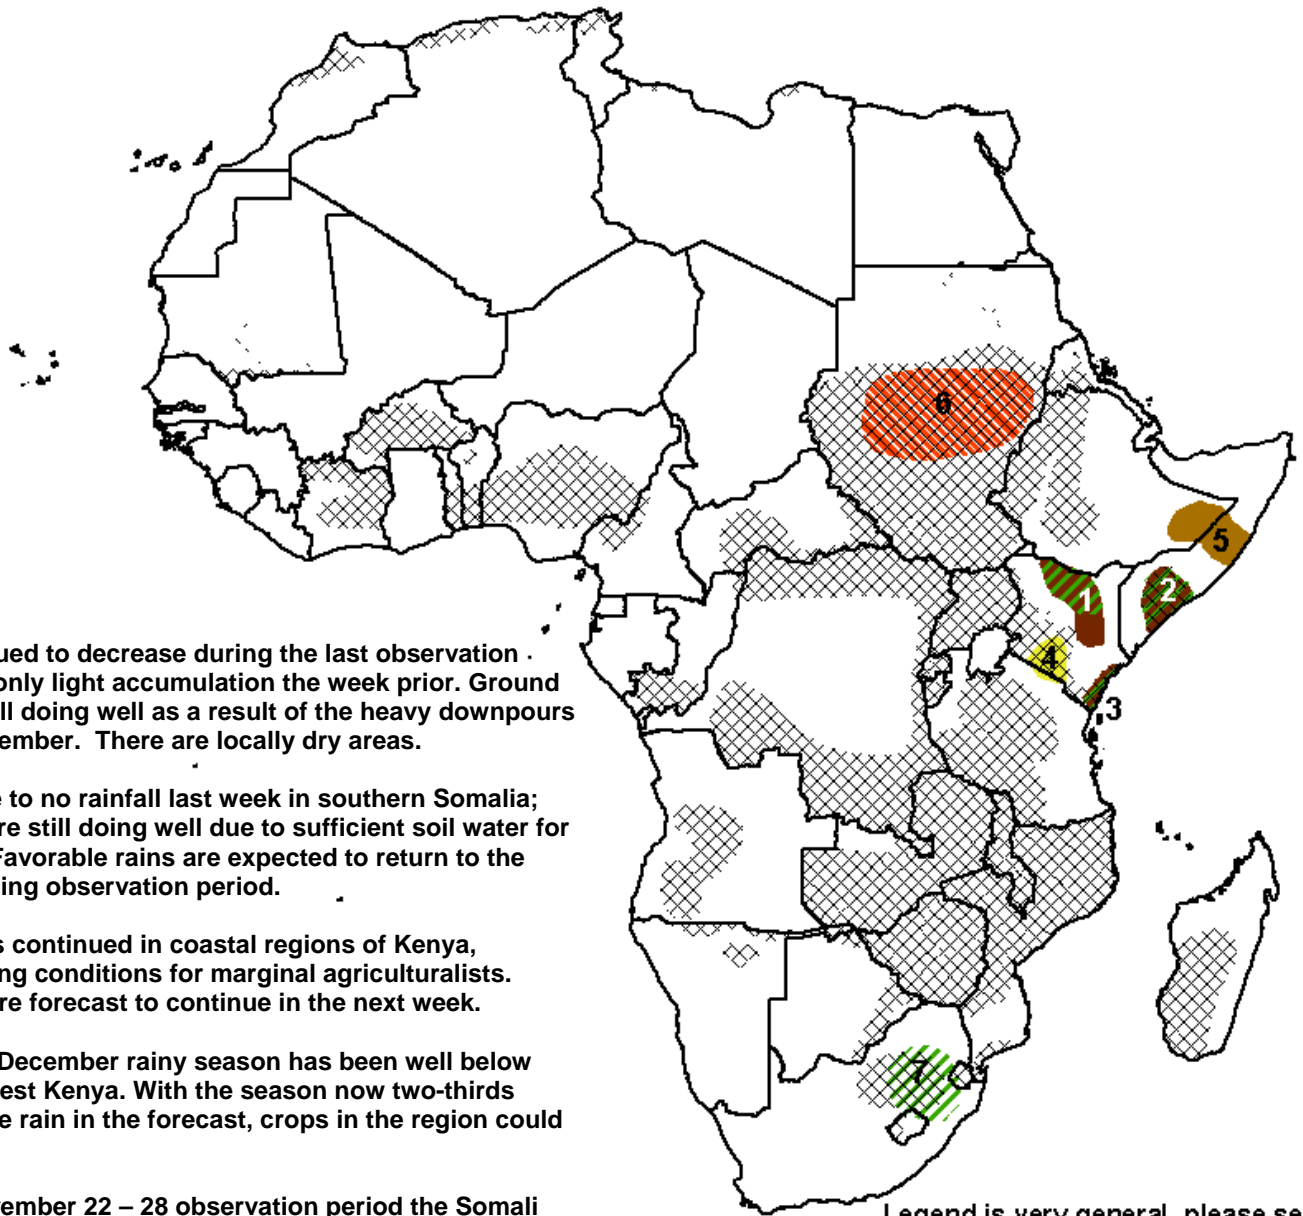 ued to decrease during the last observation
only light accumulation the week prior. Ground
ll doing well as a result of the heavy downpours
ember. There are locally dry areas.
e to no rainfall last week in southern Somalia;
re still doing well due to sufficient soil water for
Favorable rains are expected to return to the
ing observation period.
s continued in coastal regions of Kenya,
ng conditions for marginal agriculturalists.
re forecast to continue in the next week.
December rainy season has been well below
est Kenya. With the season now two-thirds
e rain in the forecast, crops in the region could
ember 22 – 28 observation period the Somali
6
5
2
1
4
3
7
Legend is very general, please se